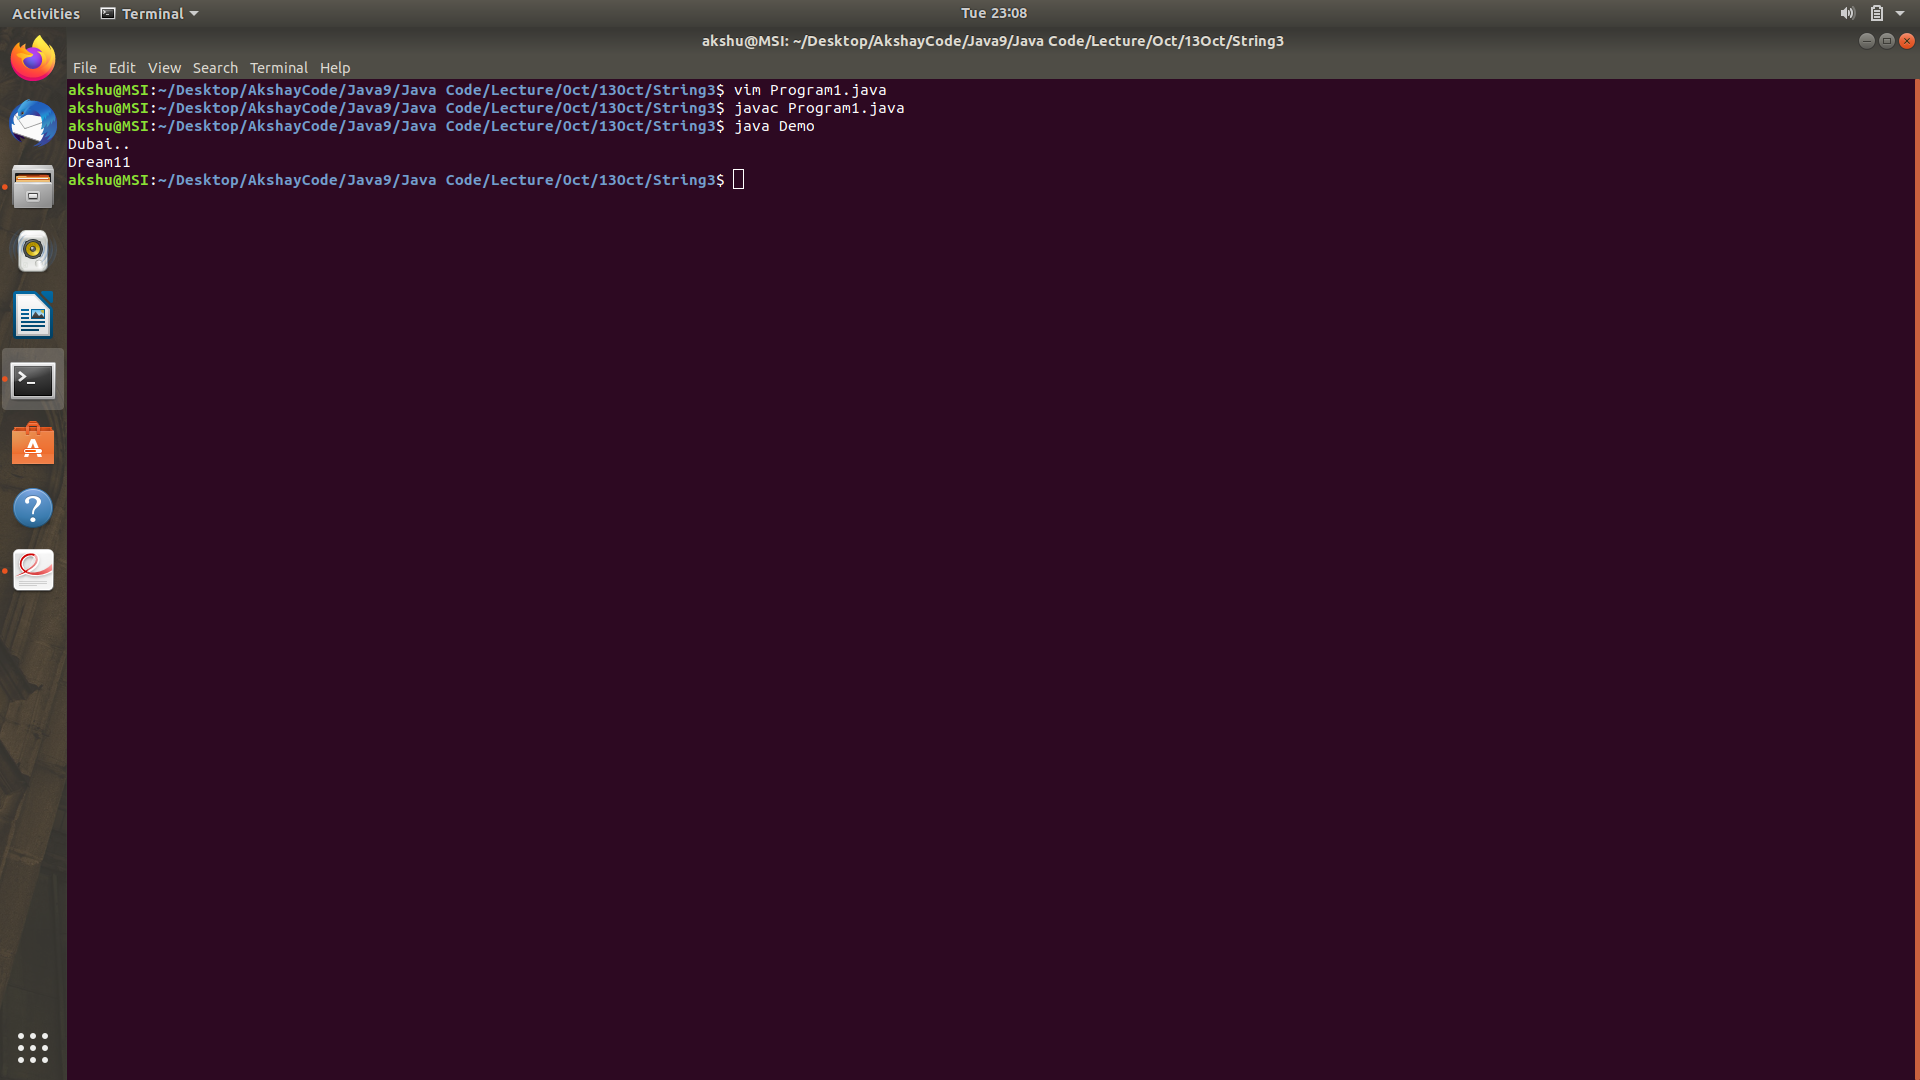 Activities Terminal Tue 23:08
akshu@MSI: ~/Desktop/AkshayCode/Java9/Java Code/Lecture/Oct/13Oct/String3
File Edit View Search Terminal Help
akshu@MSI:~/Desktop/AkshayCode/Java9/Java Code/Lecture/Oct/13Oct/String3$ vim Program1.java
akshu@MSI:~/Desktop/AkshayCode/Java9/Java Code/Lecture/Oct/13Oct/String3$ javac Program1.java
akshu@MSI:~/Desktop/AkshayCode/Java9/Java Code/Lecture/Oct/13Oct/String3$ java Demo
Dubai..
Dream11
akshu@MSI:~/Desktop/AkshayCode/Java9/Java Code/Lecture/Oct/13Oct/String3$